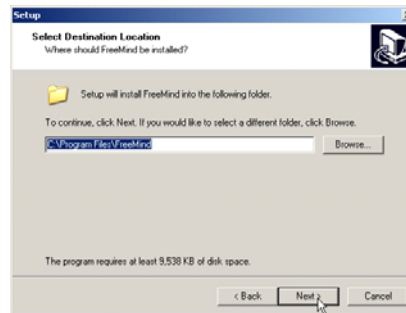 Setup
Select Destination Location
Where should FreeMind be installed?
Setup will install FreeMind into the following folder.
To continue, click Next. If you would like to select a different folder, click Browse.
C:\Program Files\FreeMind
Browse...
The program requires at least 9,538 KB of disk space.
< Back
Next >
Cancel